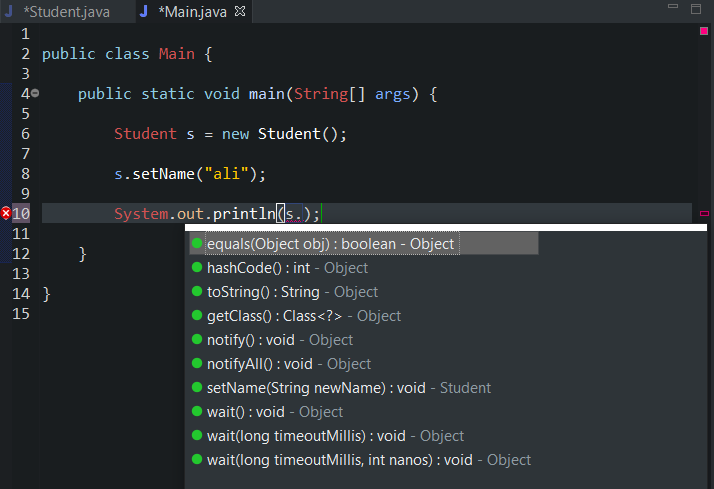 *Student.java *Main.java
1
2 public class Main {
3
4 public static void main(String[] args) {
5
6 Student s = new Student();
7
8 s.setName("ali");
9
10 System.out.println(s.);
11
12 }
13
14 }
15
equals(Object obj) : boolean - Object
hashCode() : int - Object
toString() : String - Object
getClass() : Class<?> - Object
notify() : void - Object
notifyAll() : void - Object
setName(String newName) : void - Student
wait() : void - Object
wait(long timeoutMillis) : void - Object
wait(long timeoutMillis, int nanos) : void - Object